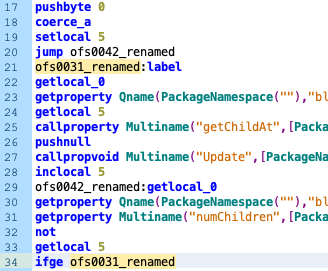 17 pushbyte 0
18 coerce_a
19 setlocal 5
20 jump ofs0042_renamed
21 ofs0031_renamed:label
22 getlocal_0
23 getproperty Qname(PackageNamespace(""),"bl
24 getlocal 5
25 callproperty Multiname("getChildAt",[Packa
26 pushnull
27 callpropvoid Multiname("Update",[PackageNa
28 inclocal 5
29 ofs0042_renamed:getlocal_0
30 getproperty Qname(PackageNamespace(""),"bl
31 getproperty Multiname("numChildren",[Packa
32 not
33 getlocal 5
34 ifge ofs0031_renamed